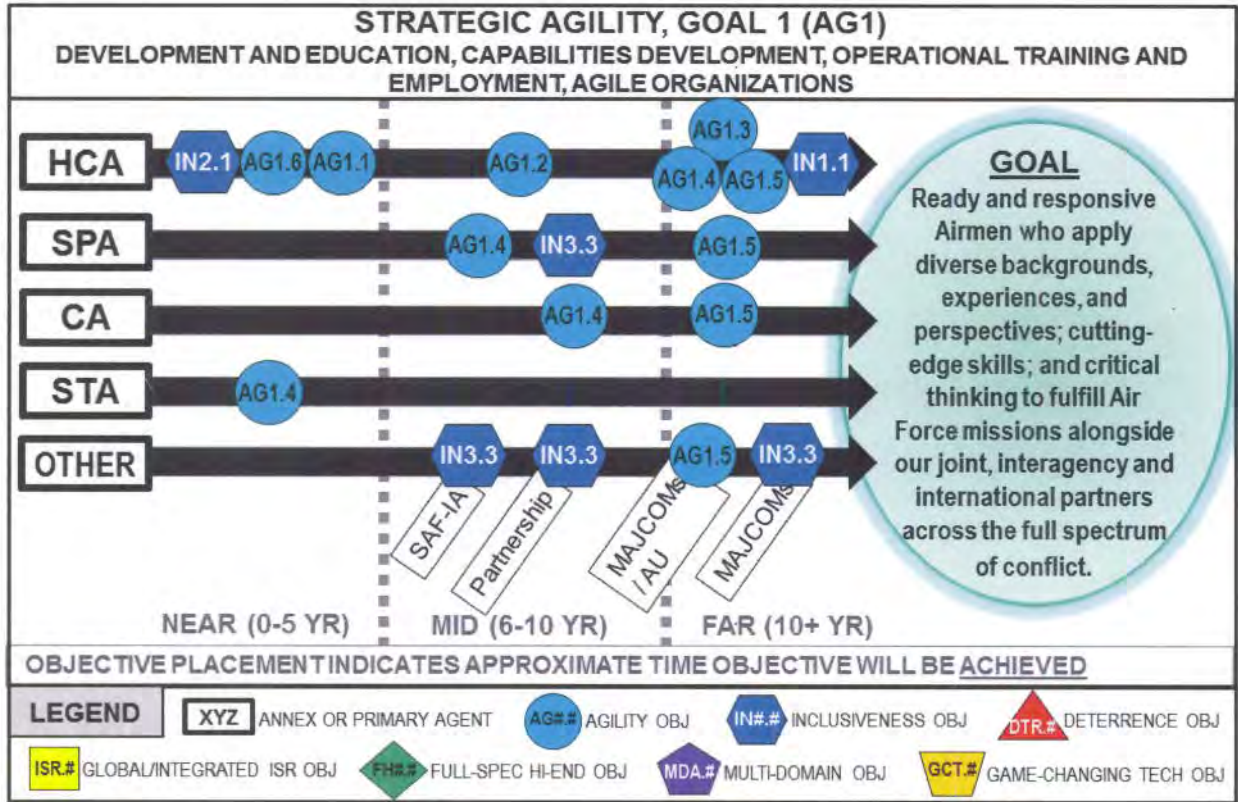 STRATEGIC AGILITY, GOAL 1 (AG1)
DEVELOPMENT AND EDUCATION, CAPABILITIES DEVELOPMENT, OPERATIONAL TRAINING AND
EMPLOYMENT, AGILE ORGANIZATIONS
HCA
IN2.1
AG1.6
AG1.1
AG1.2
AG1.3
AG1.4
AG1.5
IN1.1
SPA
AG1.4
IN3.3
AG1.5
CA
AG1.4
AG1.5
STA
AG1.4
OTHER
IN3.3
IN3.3
AG1.5
IN3.3
SAF-IA
Partnership
MAJCOMs
/AU
MAJCOMs
GOAL
Ready and responsive
Airmen who apply
diverse backgrounds,
experiences, and
perspectives; cutting-
edge skills; and critical
thinking to fulfill Air
Force missions alongside
our joint, interagency and
international partners
across the full spectrum
of conflict.
NEAR (0-5 YR)
MID (6-10 YR)
FAR (10+ YR)
OBJECTIVE PLACEMENT INDICATES APPROXIMATE TIME OBJECTIVE WILL BE ACHIEVED
LEGEND
XYZ ANNEX OR PRIMARY AGENT
AG#.# AGILITY OBJ
IN#.# INCLUSIVENESS OBJ
DTR.# DETERRENCE OBJ
ISR.# GLOBAL/INTEGRATED ISR OBJ
FH#.# FULL-SPEC HI-END OBJ
MDA.# MULTI-DOMAIN OBJ
GCT.# GAME-CHANGING TECH OBJ